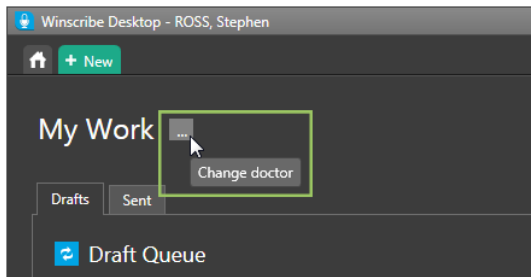 Winscribe Desktop - ROSS, Stephen
+ New
My Work ...
Change doctor
Drafts Sent
Draft Queue